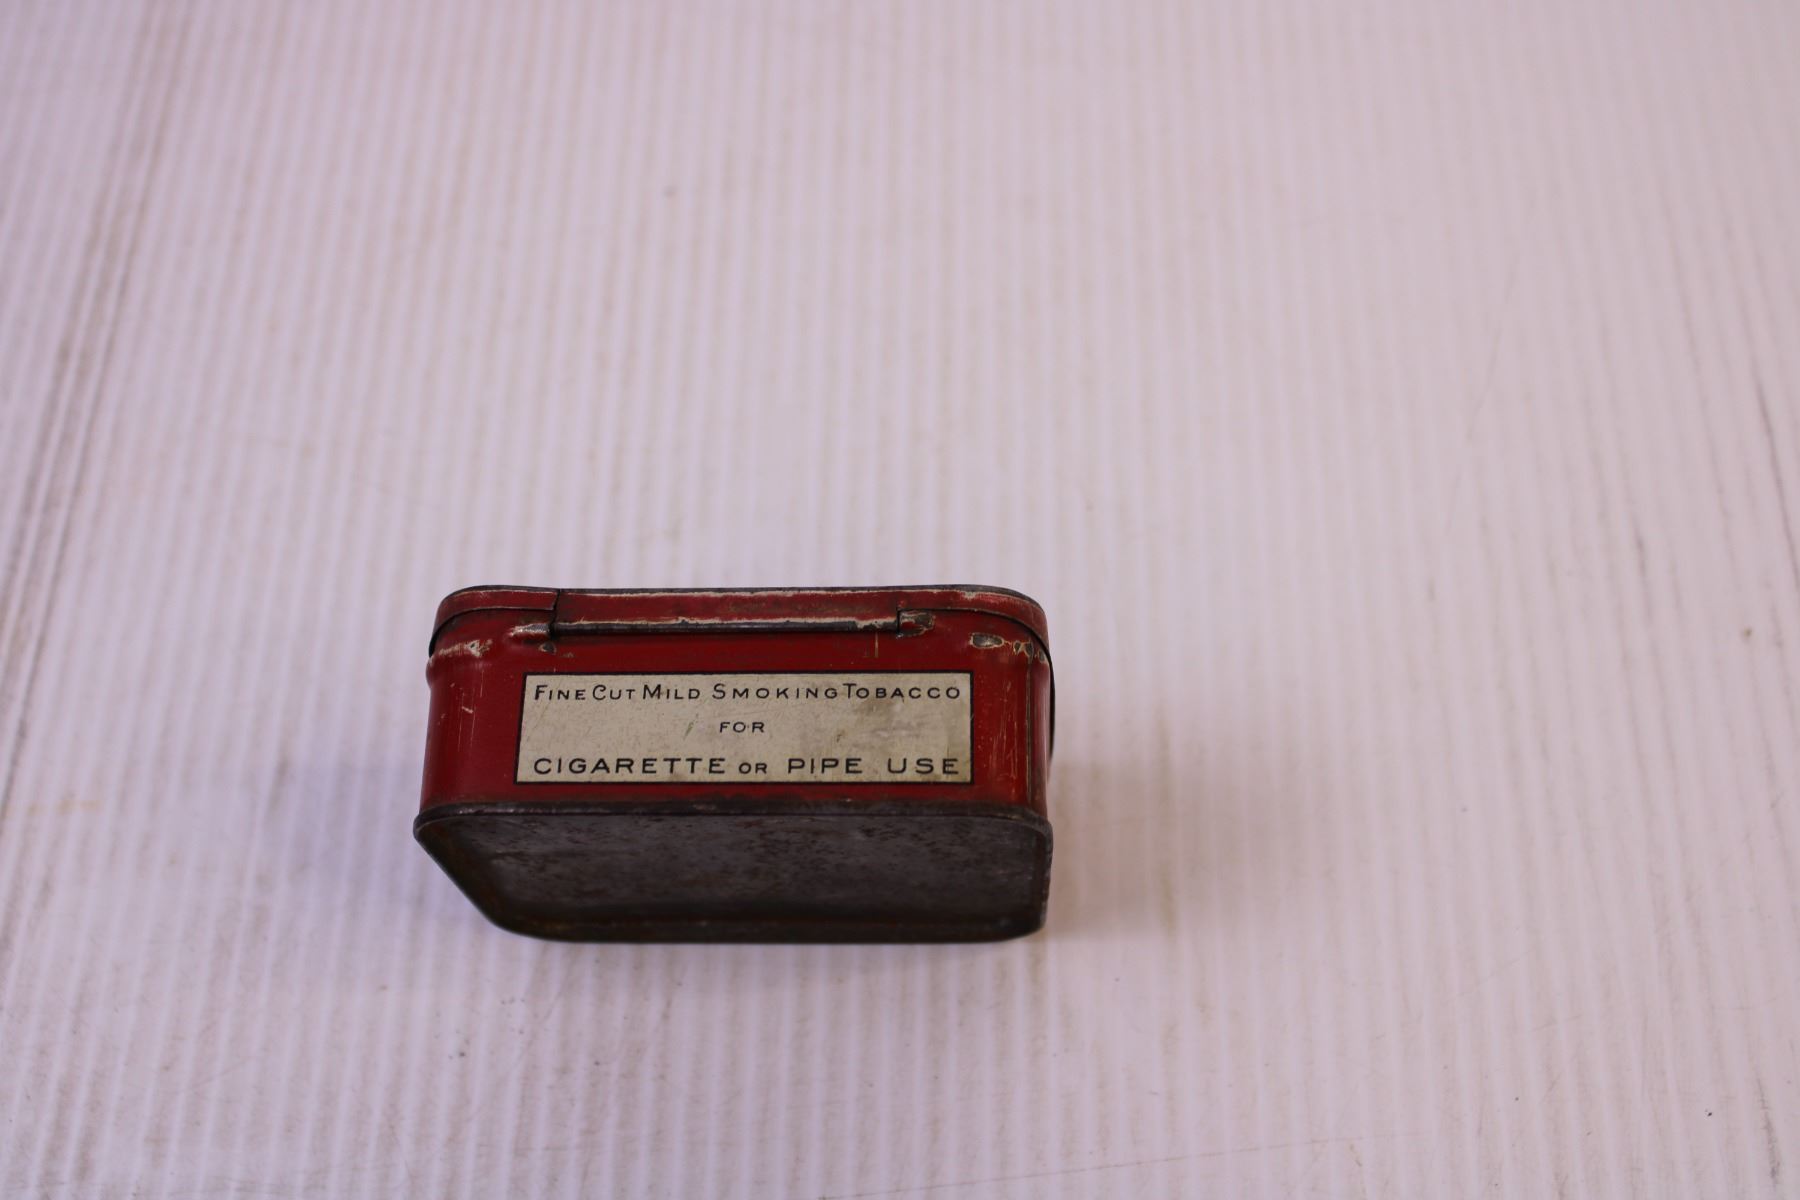 Fine Cut Mild Smoking Tobacco
FOR
CIGARETTE OR PIPE USE